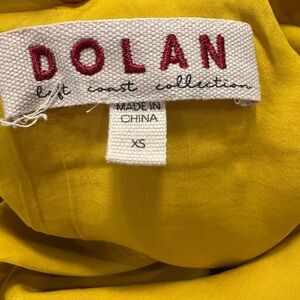 DOLAN
left coast collection
MADE IN
CHINA
XS